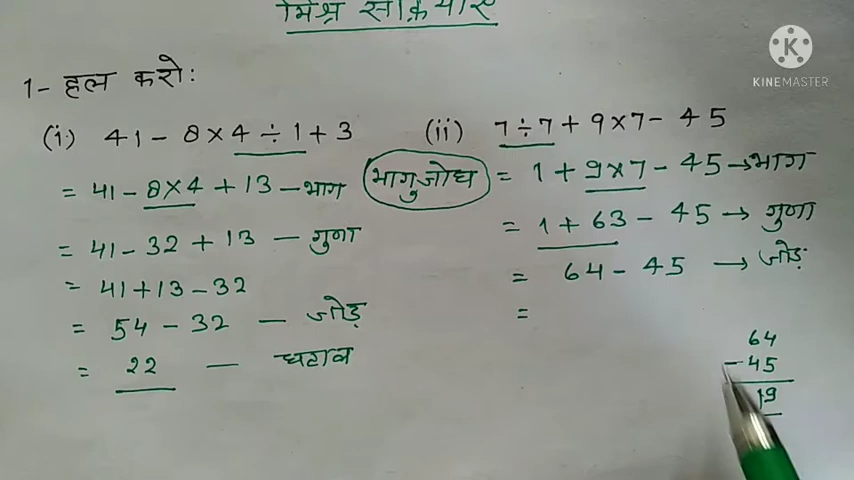 मिश्र संक्रियाएं
1- हल करो:
(i) 41 - 8 × 4 ÷ 1 + 3
= 41 - 8 × 4 + 13 - भाग
= 41 - 32 + 13 - गुणा
= 41 + 13 - 32
= 54 - 32 - जोड़
= 22 - घटाव
भागुजोघ
(ii) 7 ÷ 7 + 9 × 7 - 45
= 1 + 9 × 7 - 45 → भाग
= 1 + 63 - 45 → गुणा
= 64 - 45 → जोड़
=
64
- 45
19
K
KINEMASTER